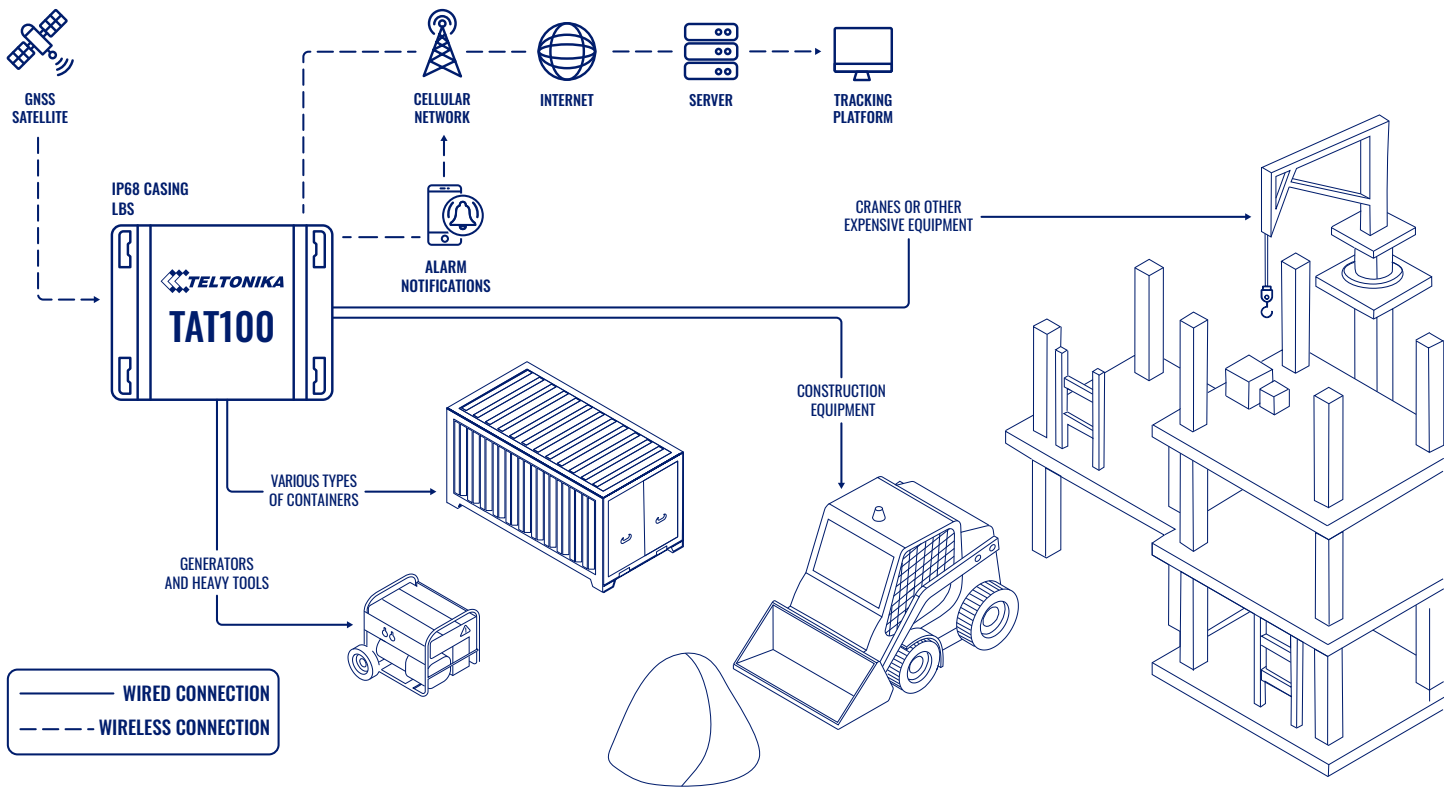 GNSS
SATELLITE
CELLULAR
NETWORK
INTERNET
SERVER
TRACKING
PLATFORM
IP68 CASING
LBS
ALARM
NOTIFICATIONS
CRANES OR OTHER
EXPENSIVE EQUIPMENT
TELTONIKA
TAT100
CONSTRUCTION
EQUIPMENT
VARIOUS TYPES
OF CONTAINERS
GENERATORS
AND HEAVY TOOLS
WIRED CONNECTION
WIRELESS CONNECTION